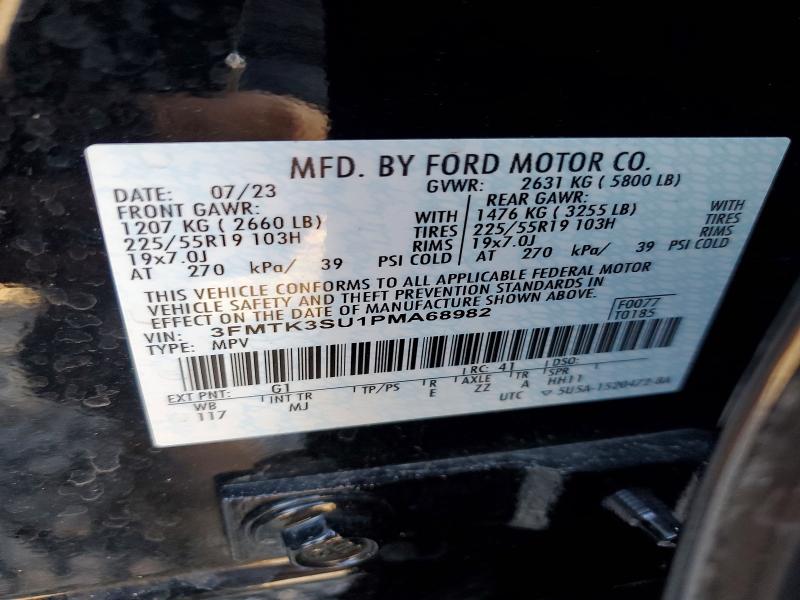 MFD. BY FORD MOTOR CO.
DATE: 07/23 GVWR: 2631 KG ( 5800 LB)
FRONT GAWR: REAR GAWR:
1207 KG ( 2660 LB) WITH 1476 KG ( 3255 LB) WITH
225/55R19 103H TIRES 225/55R19 103H TIRES
19x7.0J RIMS 19x7.0J RIMS
AT 270 kPa/ 39 PSI COLD AT 270 kPa/ 39 PSI COLD
THIS VEHICLE CONFORMS TO ALL APPLICABLE FEDERAL MOTOR
VEHICLE SAFETY AND THEFT PREVENTION STANDARDS IN
EFFECT ON THE DATE OF MANUFACTURE SHOWN ABOVE.
VIN: 3FMTK3SU1PMA68982 F0077
TYPE: MPV T0185
LRC: 41 DSO:
EXT PNT: G1
WB INT TR TP/PS R AXLE TR SPR
117 MJ E ZZ A HH11
UTC 5U5A-1520472-BA